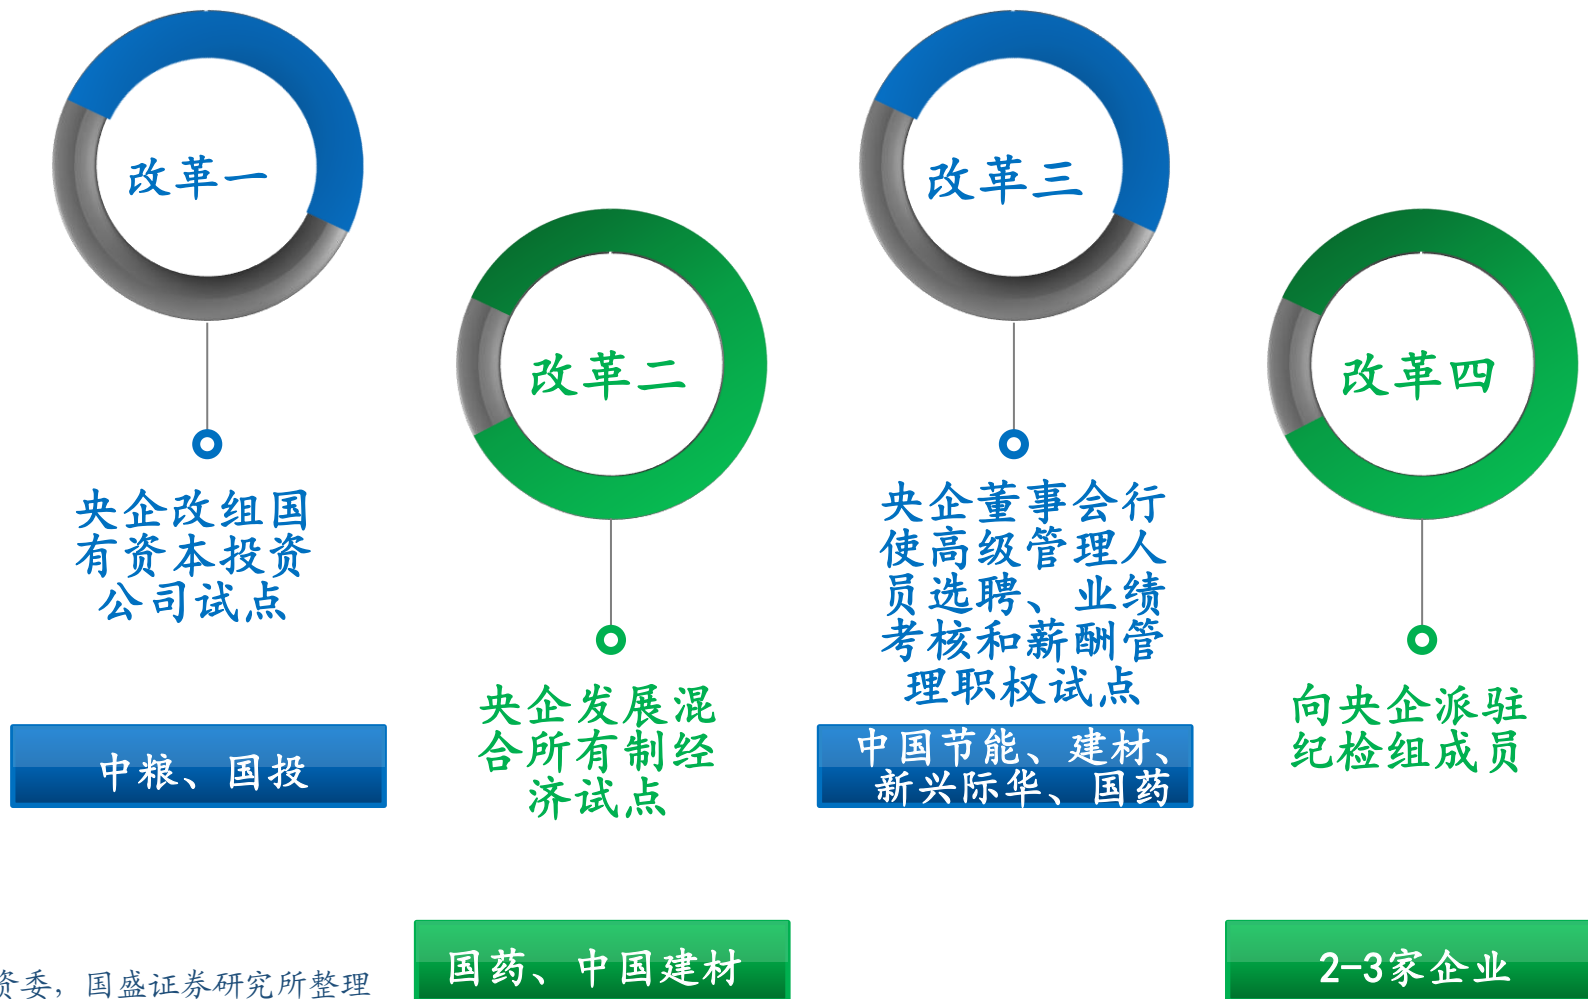 改革一
央企改组国
有资本投资
公司试点
中粮、国投
改革二
央企发展混
合所有制经
济试点
国药、中国建材
改革三
央企董事会行
使高级管理人
员选聘、业绩
考核和薪酬管
理职权试点
中国节能、建材、
新兴际华、国药
改革四
向央企派驻
纪检组成员
2-3家企业
资委，国盛证券研究所整理